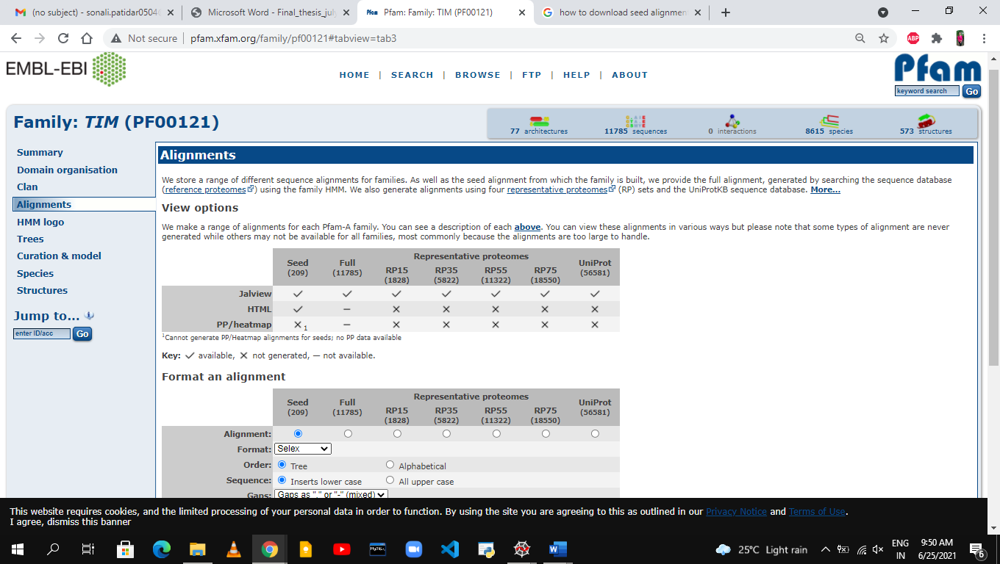 (no subject) - sonali.patidar0504
Microsoft Word - Final_thesis_jul
Pfam: Family: TIM (PF00121)
how to download seed alignmen
Not secure
pfam.xfam.org/family/pf00121#tabview=tab3
ABP
EMBL-EBI
HOME | SEARCH | BROWSE | FTP | HELP | ABOUT
Pfam
keyword search Go
Family: TIM (PF00121)
77 architectures
11785 sequences
0 interactions
8615 species
573 structures
Summary
Domain organisation
Clan
Alignments
HMM logo
Trees
Curation & model
Species
Structures
Jump to...
enter ID/acc Go
Alignments
We store a range of different sequence alignments for families. As well as the seed alignment from which the family is built, we provide the full alignment, generated by searching the sequence database
(reference proteomes) using the family HMM. We also generate alignments using four representative proteomes (RP) sets and the UniProtKB sequence database. More...
View options
We make a range of alignments for each Pfam-A family. You can see a description of each above. You can view these alignments in various ways but please note that some types of alignment are never
generated while others may not be available for all families, most commonly because the alignments are too large to handle.
Representative proteomes
Seed Full RP15 RP35 RP55 RP75 UniProt
(209) (11785) (1828) (5822) (11322) (18550) (56581)
Jalview ✓ ✓ ✓ ✓ ✓ ✓ ✓
HTML ✓ — ✕ ✕ ✕ ✕ ✕
PP/heatmap ✕ 1 — ✕ ✕ ✕ ✕ ✕
1Cannot generate PP/Heatmap alignments for seeds; no PP data available
Key: ✓ available, ✕ not generated, — not available.
Format an alignment
Representative proteomes
Seed Full RP15 RP35 RP55 RP75 UniProt
(209) (11785) (1828) (5822) (11322) (18550) (56581)
Alignment:
Format: Selex
Order: Tree Alphabetical
Sequence: Inserts lower case All upper case
Gaps: Gaps as "." or "-" (mixed)
This website requires cookies, and the limited processing of your personal data in order to function. By using the site you are agreeing to this as outlined in our Privacy Notice and Terms of Use.
I agree, dismiss this banner
MySQL
25°C Light rain
ENG
IN
9:50 AM
6/25/2021
6